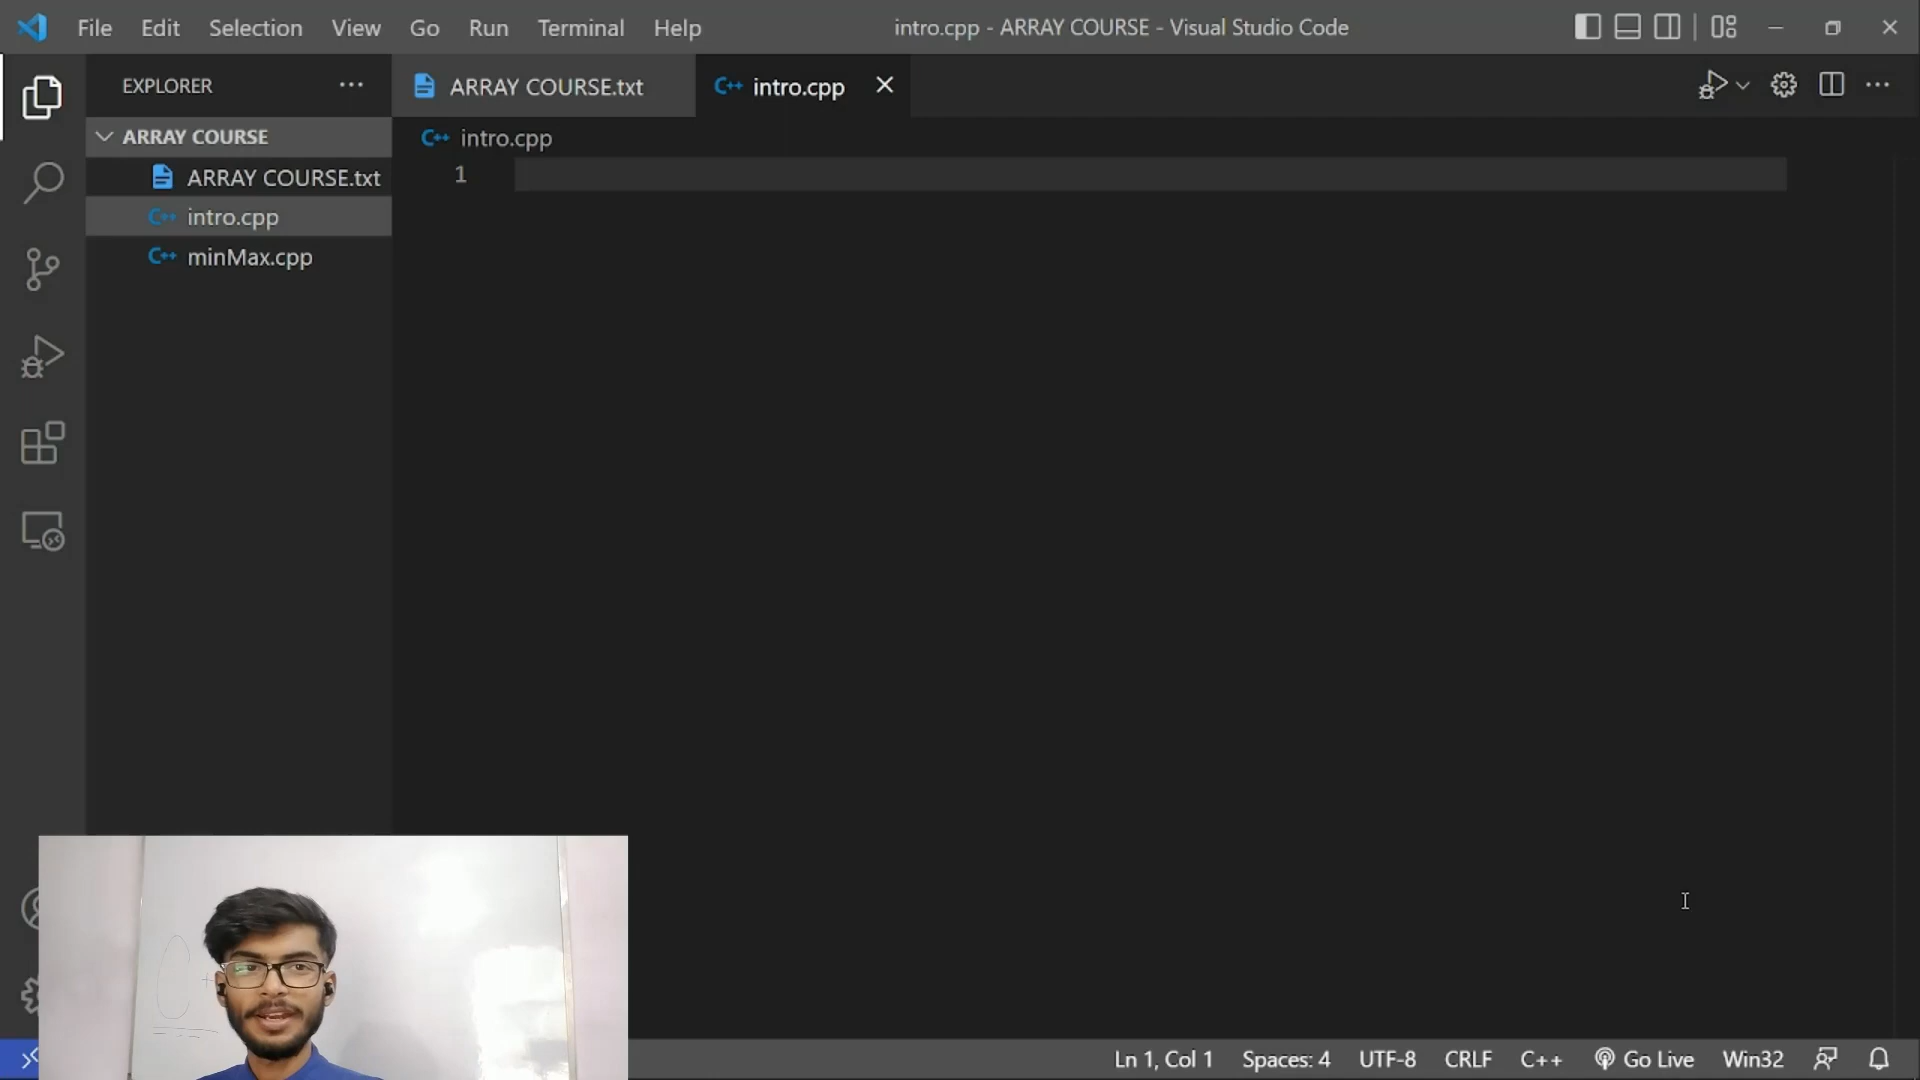 File Edit Selection View Go Run Terminal Help
intro.cpp - ARRAY COURSE - Visual Studio Code
EXPLORER
ARRAY COURSE
ARRAY COURSE.txt
intro.cpp
minMax.cpp
ARRAY COURSE.txt
C++ intro.cpp
C++ intro.cpp
1
Ln 1, Col 1 Spaces: 4 UTF-8 CRLF C++ Go Live Win32